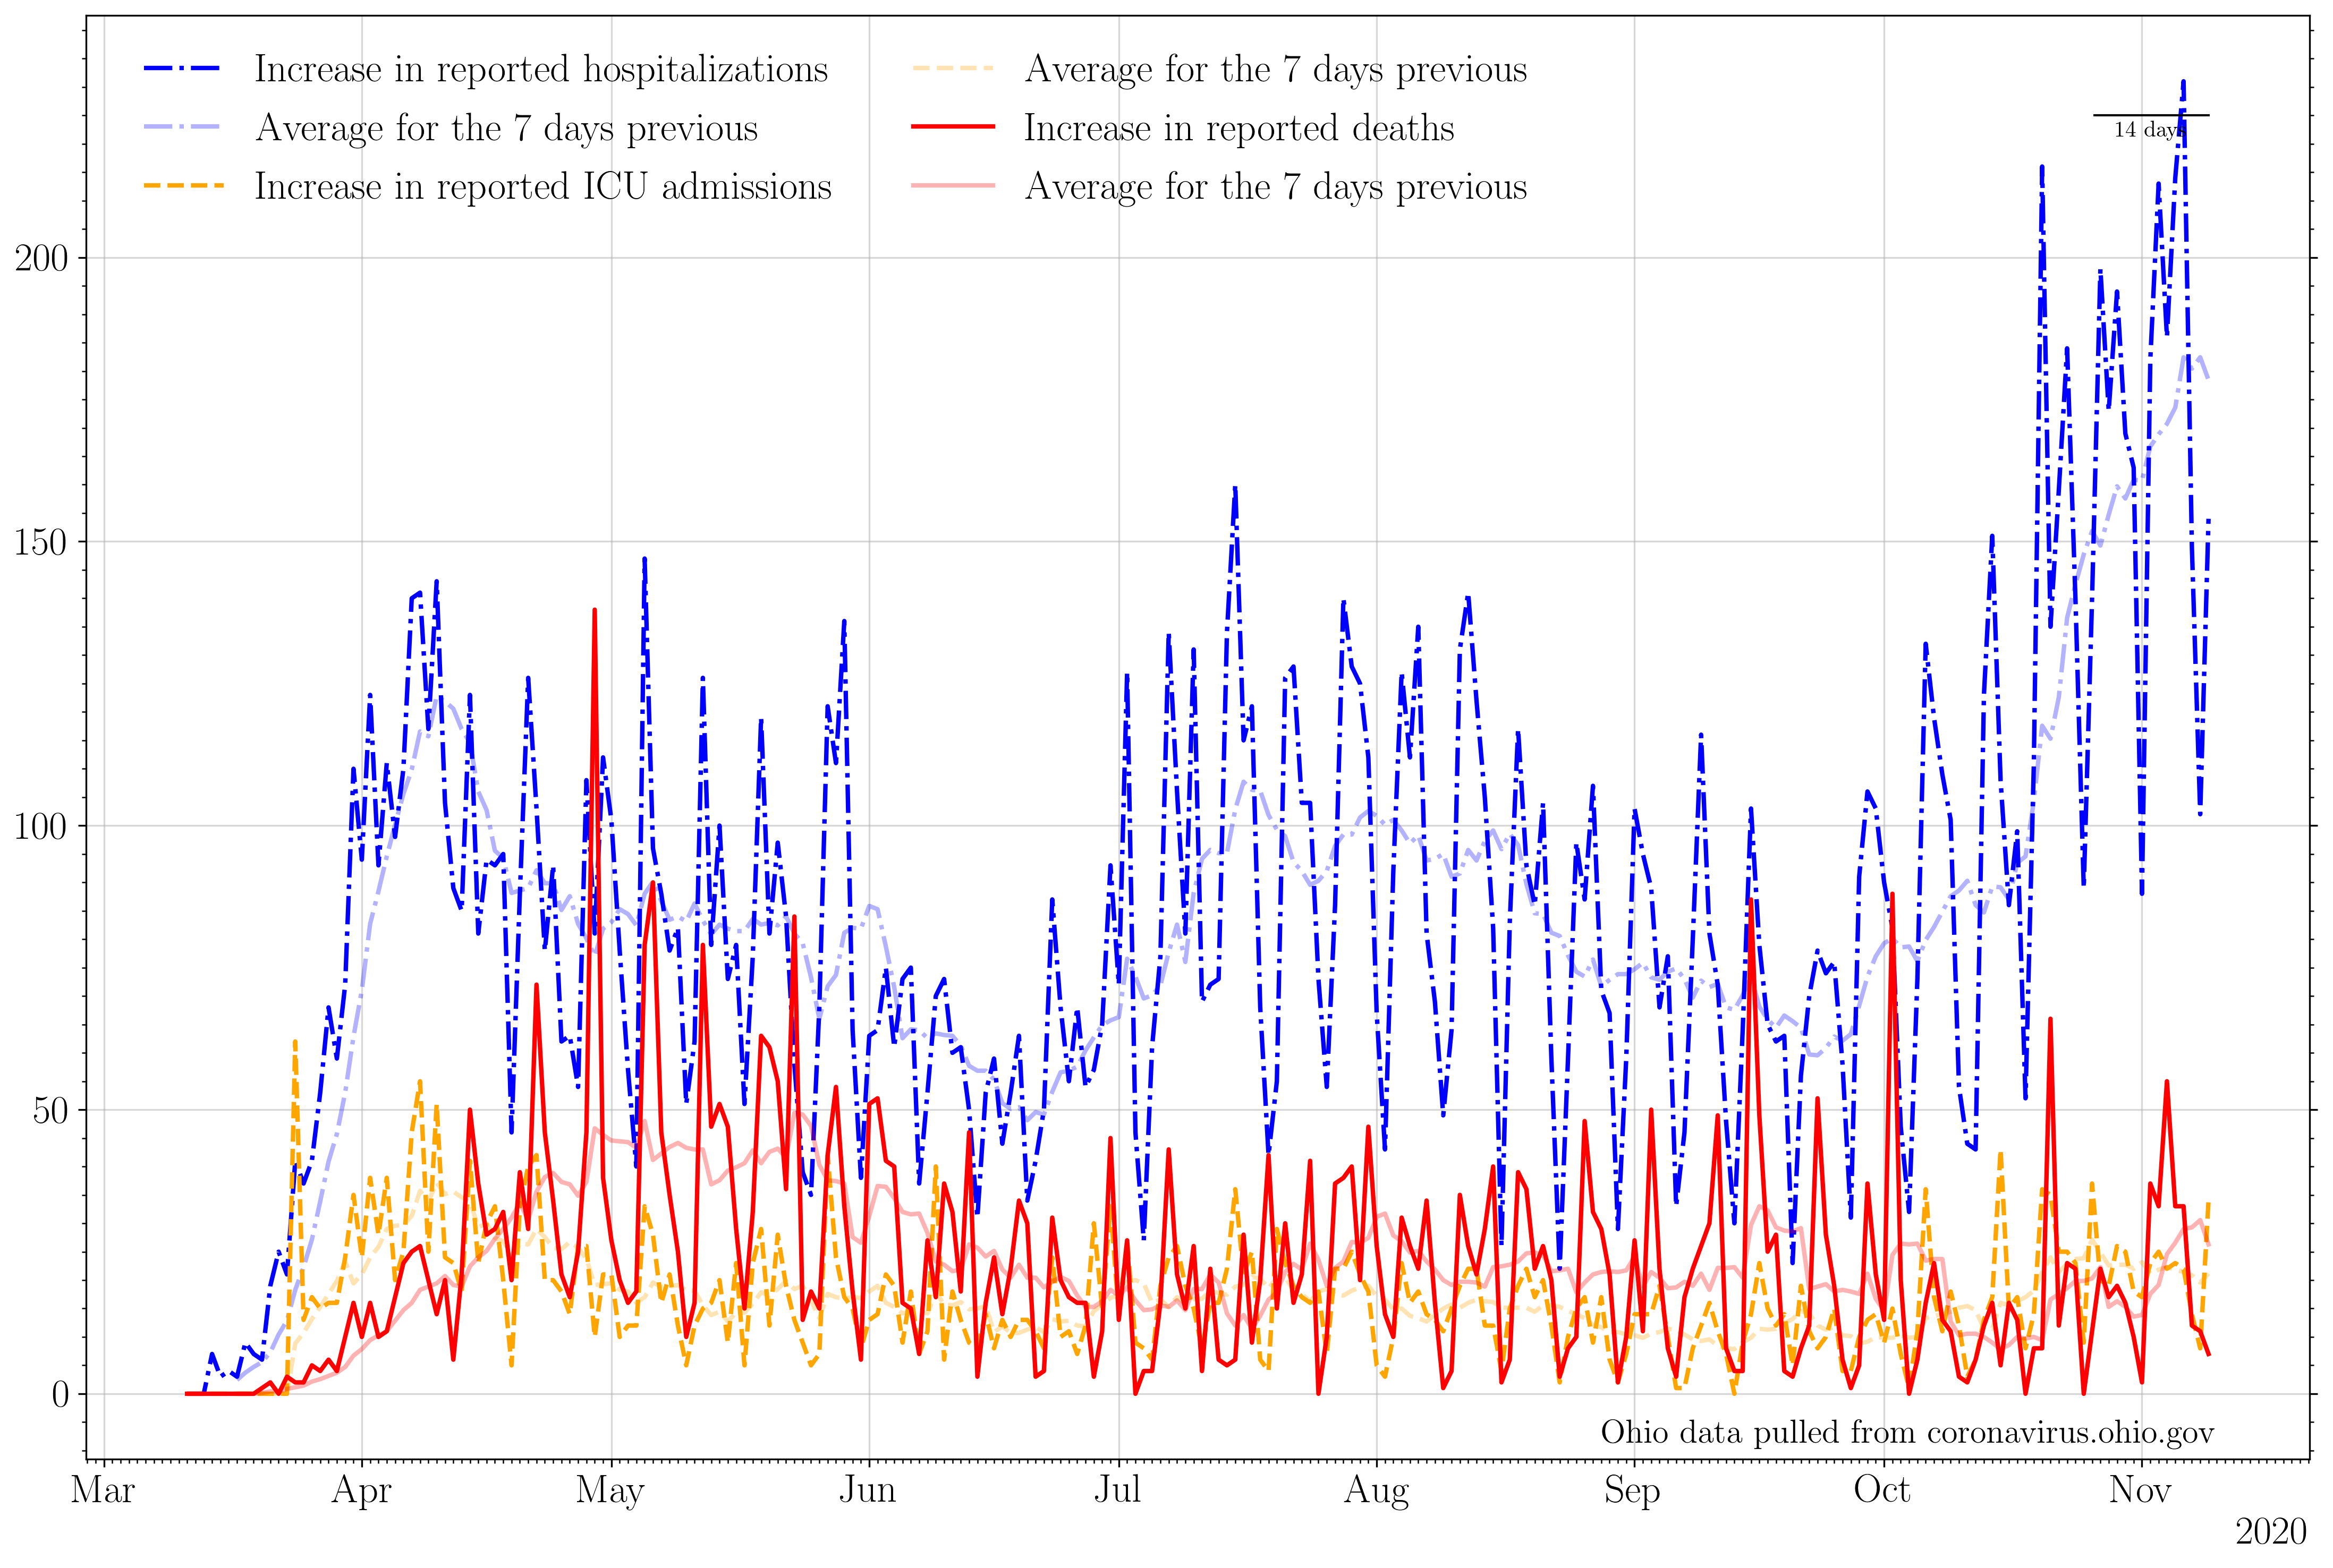 Increase in reported hospitalizations
Average for the 7 days previous
Increase in reported ICU admissions
Average for the 7 days previous
Increase in reported deaths
Average for the 7 days previous
14 days
200
150
100
50
0
Ohio data pulled from coronavirus.ohio.gov
Mar Apr May Jun Jul Aug Sep Oct Nov
2020